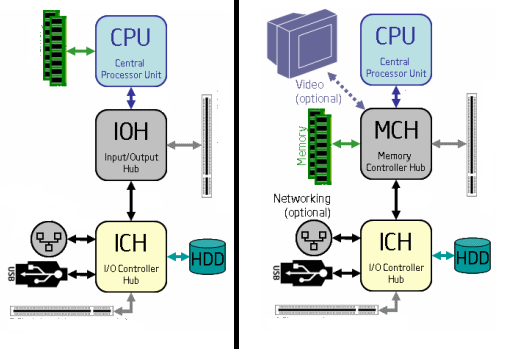 CPU
Central
Processor Unit
IOH
Input/Output
Hub
ICH
I/O Controller
Hub
HDD
USB
CPU
Central
Processor Unit
Video
(optional)
MCH
Memory
Controller Hub
Memory
Networking
(optional)
ICH
I/O Controller
Hub
HDD
USB